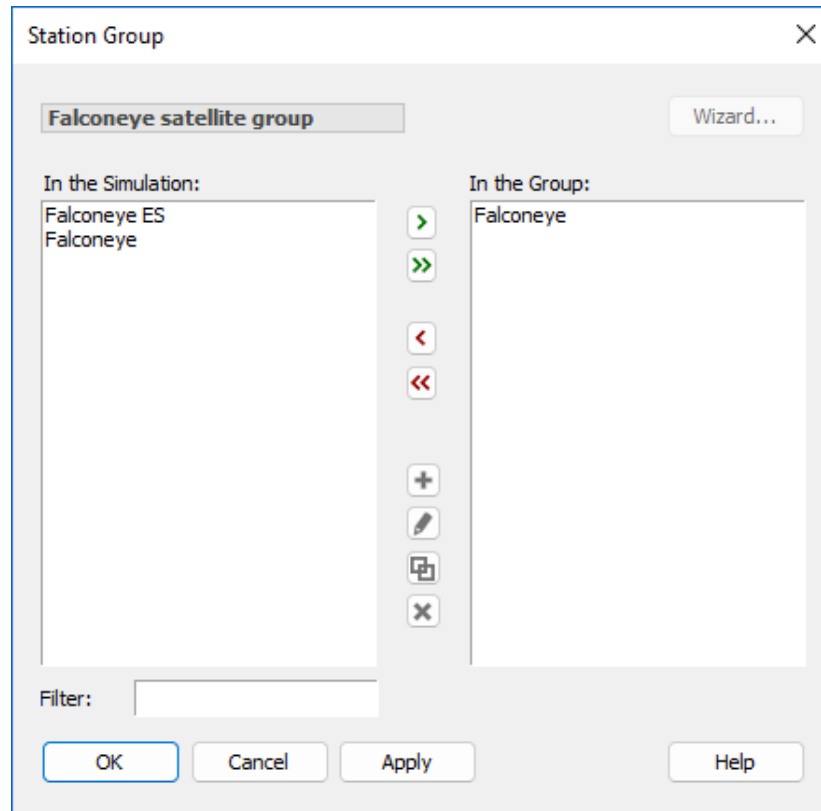 Station Group
Falconeye satellite group
Wizard...
In the Simulation:
Falconeye ES
Falconeye
In the Group:
Falconeye
Filter:
OK
Cancel
Apply
Help